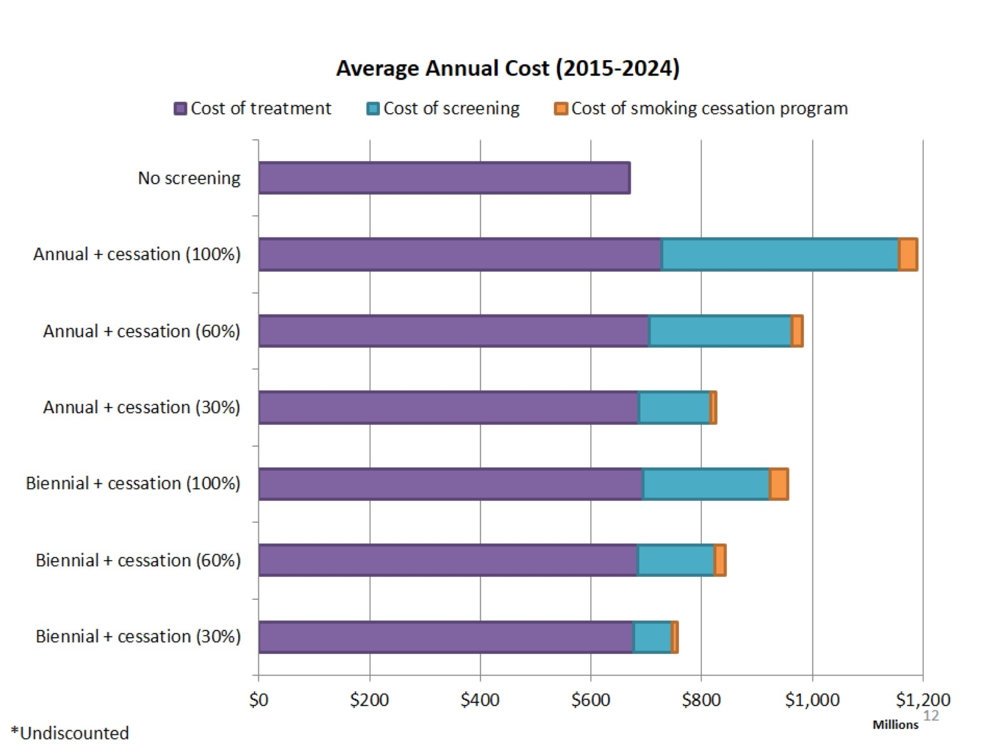 Average Annual Cost (2015-2024)
Cost of treatment Cost of screening Cost of smoking cessation program
No screening
Annual + cessation (100%)
Annual + cessation (60%)
Annual + cessation (30%)
Biennial + cessation (100%)
Biennial + cessation (60%)
Biennial + cessation (30%)
$0 $200 $400 $600 $800 $1,000 $1,200
Millions 12
*Undiscounted